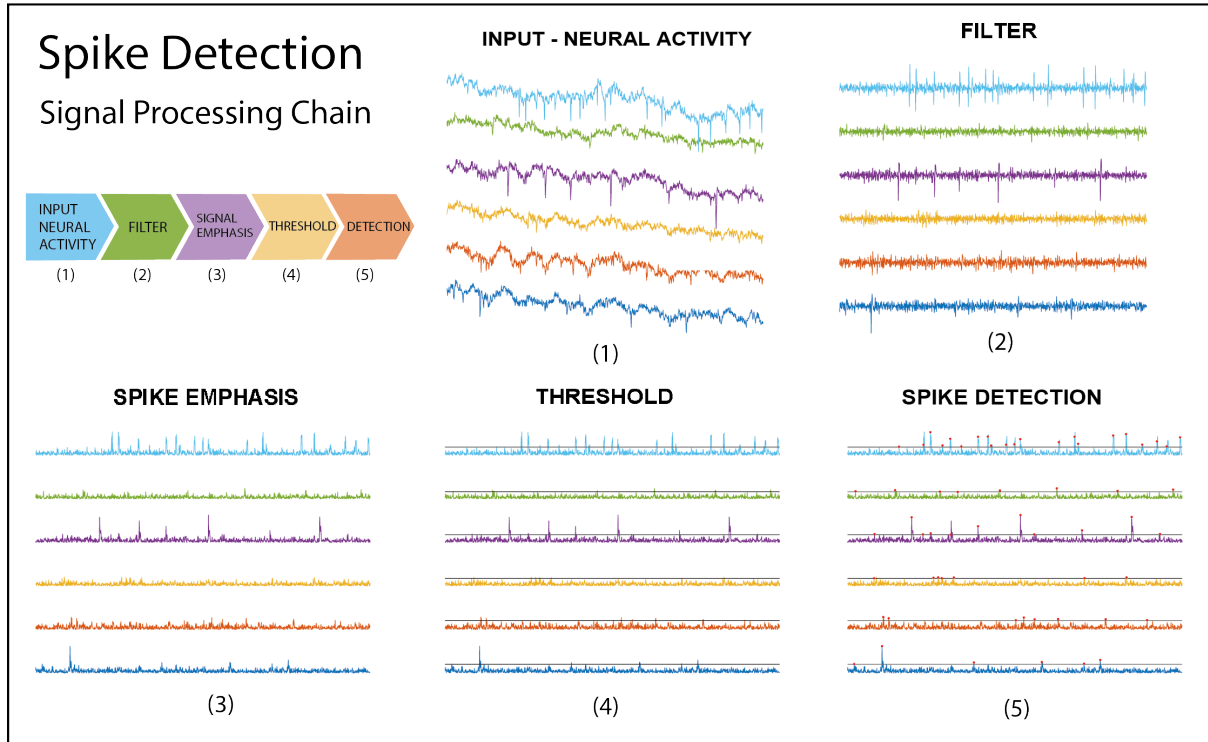 Spike Detection
Signal Processing Chain
INPUT
NEURAL
ACTIVITY
FILTER
SIGNAL
EMPHASIS
THRESHOLD
DETECTION
(1)
(2)
(3)
(4)
(5)
INPUT - NEURAL ACTIVITY
(1)
FILTER
(2)
SPIKE EMPHASIS
(3)
THRESHOLD
(4)
SPIKE DETECTION
(5)